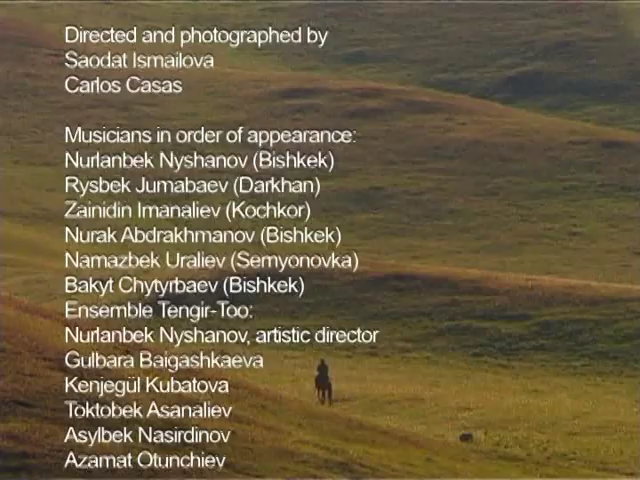 Directed and photographed by
Saodat Ismailova
Carlos Casas
Musicians in order of appearance:
Nurlanbek Nyshanov (Bishkek)
Rysbek Jumabaev (Darkhan)
Zainidin Imanaliev (Kochkor)
Nurak Abdrakhmanov (Bishkek)
Namazbek Uraliev (Semyonovka)
Bakyt Chytyrbaev (Bishkek)
Ensemble Tengir-Too:
Nurlanbek Nyshanov, artistic director
Gulbara Baigashkaeva
Kenjegül Kubatova
Toktobek Asanaliev
Asylbek Nasirdinov
Azamat Otunchiev